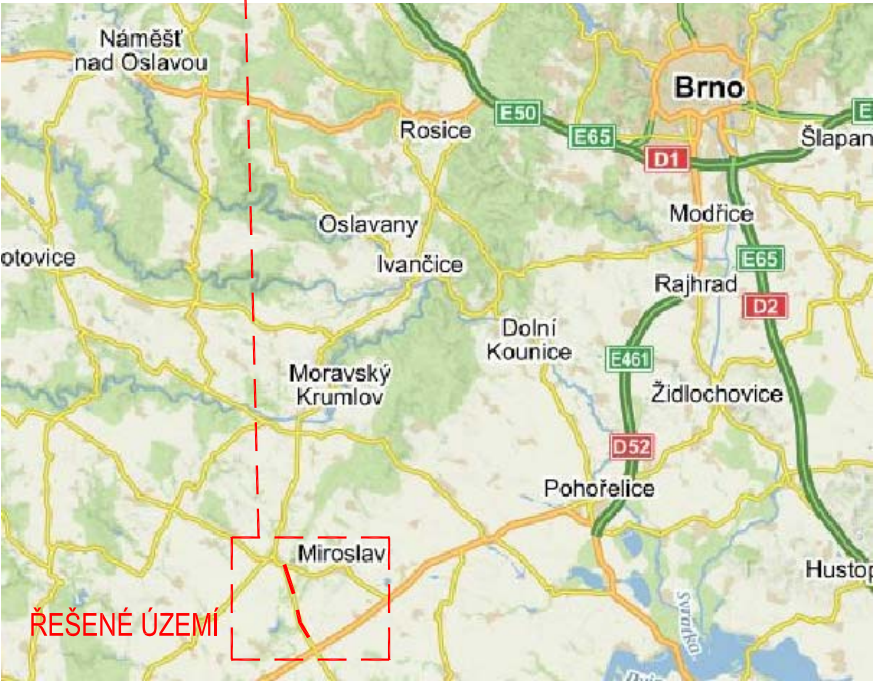 Náměšť
nad Oslavou
Brno
E50
E65
Rosice
D1
Šlapan
Oslavany
Modřice
otovice
Ivančice
E65
Rajhrad
D2
Dolní
Kounice
E461
Moravský
Krumlov
Židlochovice
D52
Pohořelice
Miroslav
Hustop
Svratka
ŘEŠENÉ ÚZEMÍ